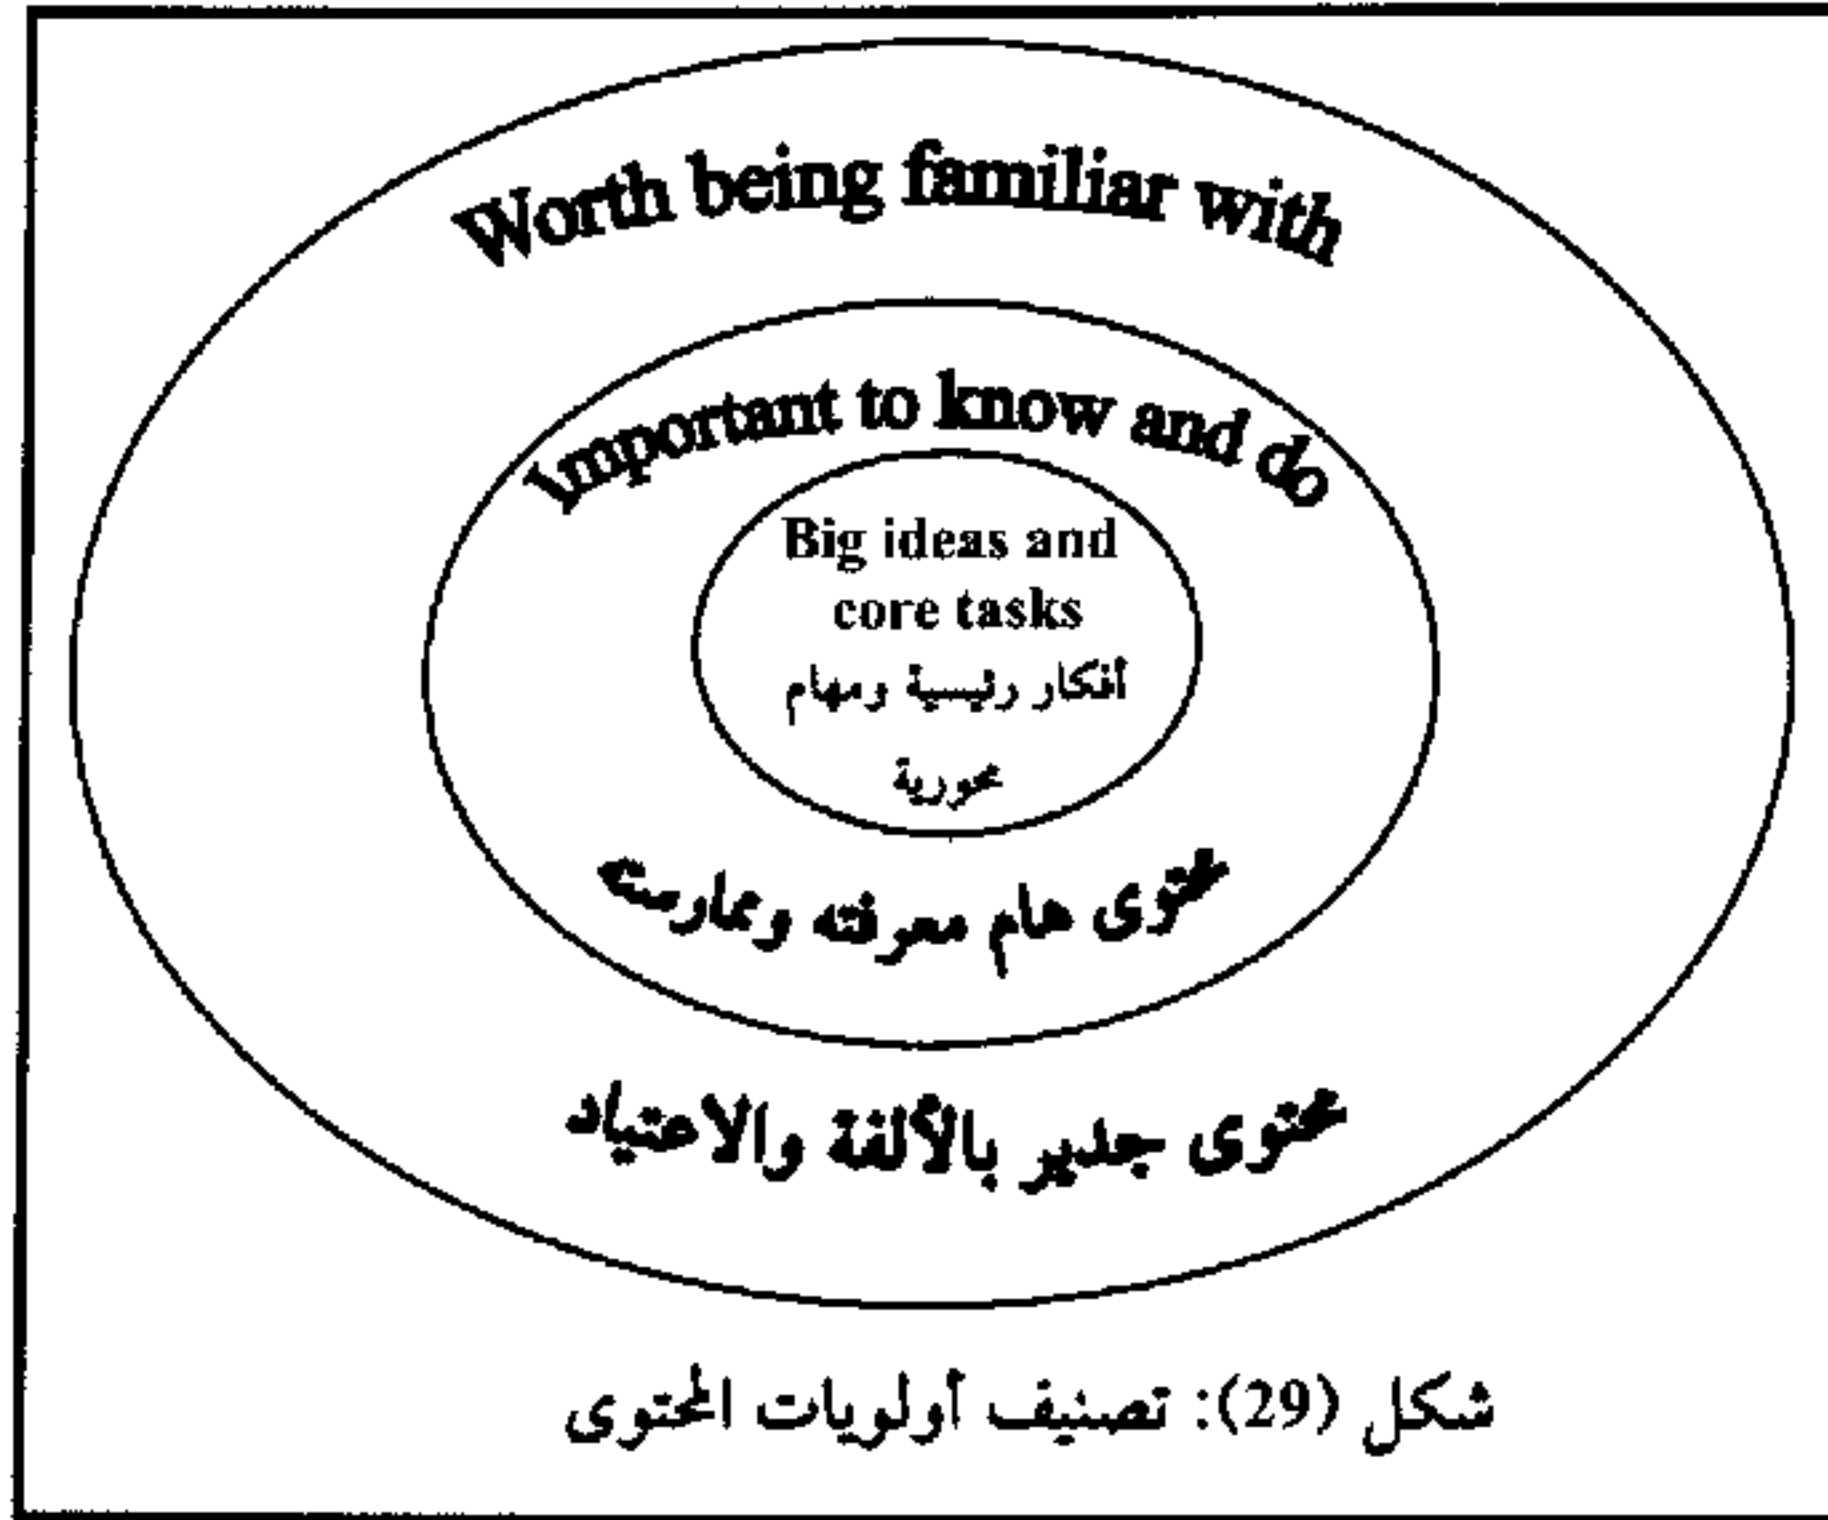 Worth being familiar with
Important to know and do
Big ideas and
core tasks
أفكار رئيسية ومهام
محورية
محتوى هام معرفته وممارسته
محتوى جدير بالألفة والاعتياد
شكل (29): تصنيف أولويات المحتوى